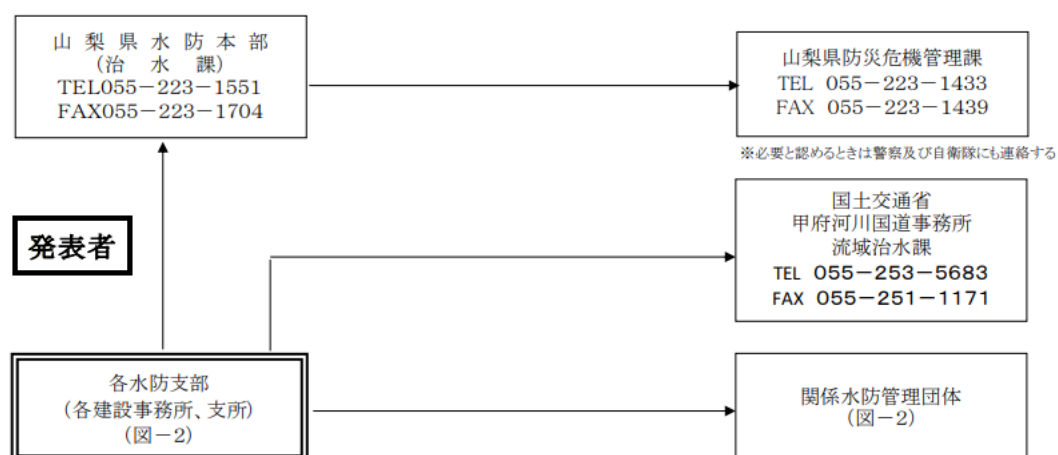 山梨県水防本部
(治水課)
TEL055－223－1551
FAX055－223－1704
山梨県防災危機管理課
TEL 055－223－1433
FAX 055－223－1439
※必要と認めるときは警察及び自衛隊にも連絡する
発表者
国土交通省
甲府河川国道事務所
流域治水課
TEL 055－253－5683
FAX 055－251－1171
各水防支部
(各建設事務所、支所)
(図－2)
関係水防管理団体
(図－2)